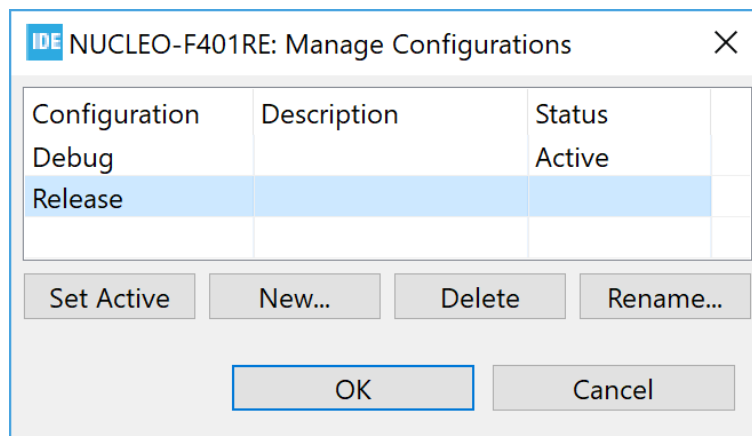 IDE NUCLEO-F401RE: Manage Configurations
Configuration Description Status
Debug Active
Release
Set Active New... Delete Rename...
OK Cancel